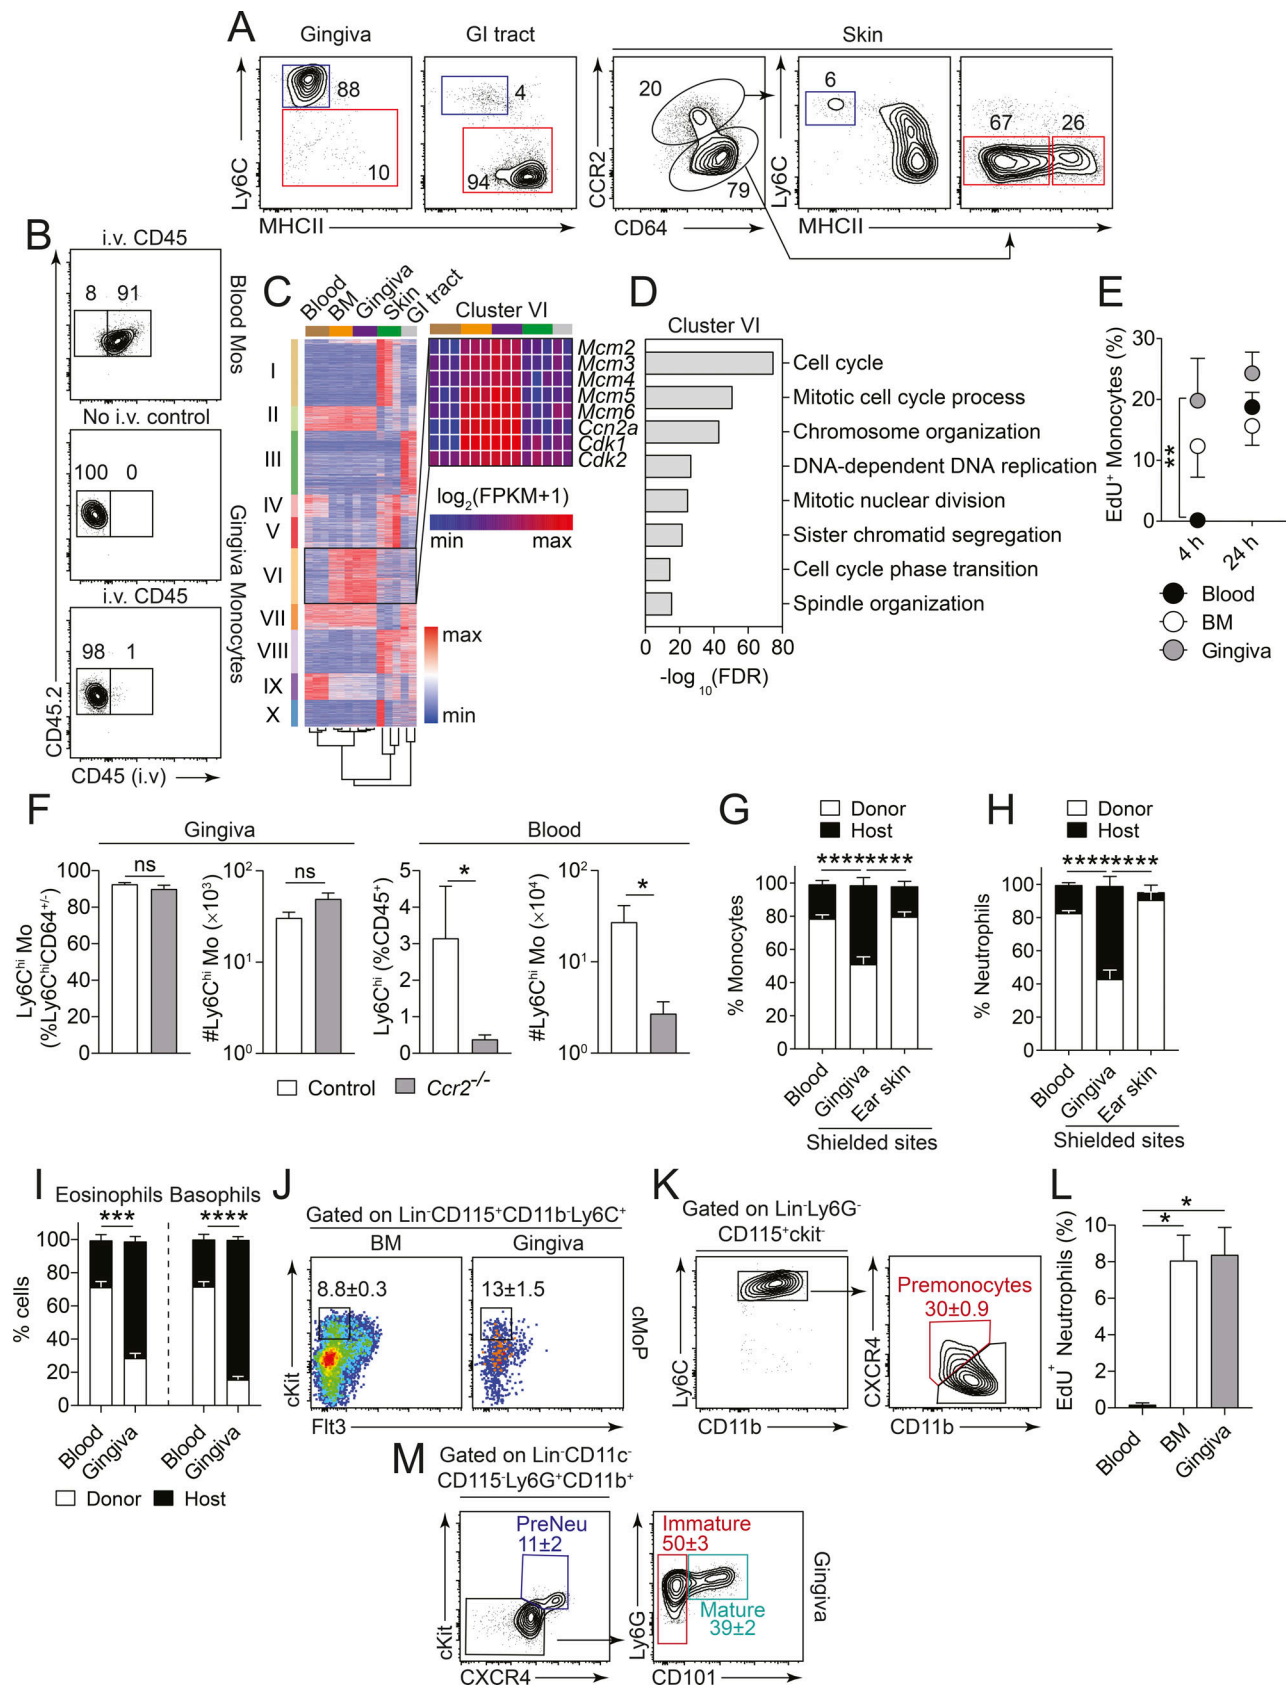 A
Gingiva
GI tract
Skin
Ly6C
88
10
4
94
MHCII
CCR2
20
79
CD64
Ly6C
6
67 26
MHCII
B
i.v. CD45
8 91
Blood Mos
No i.v. control
100 0
Gingiva Monocytes
i.v. CD45
98 1
CD45.2
CD45 (i.v)
C
Blood
BM
Gingiva
Skin
GI tract
I
II
III
IV
V
VI
VII
VIII
IX
X
max
min
Cluster VI
Mcm2
Mcm3
Mcm4
Mcm5
Mcm6
Ccn2a
Cdk1
Cdk2
log2(FPKM+1)
min max
D
Cluster VI
Cell cycle
Mitotic cell cycle process
Chromosome organization
DNA-dependent DNA replication
Mitotic nuclear division
Sister chromatid segregation
Cell cycle phase transition
Spindle organization
0 20 40 60 80
-log10(FDR)
E
EdU+ Monocytes (%)
30
20
10
0
**
4 h
24 h
Blood
BM
Gingiva
F
Gingiva
Blood
Ly6Chi Mo
(%Ly6ChiCD64+/-)
100
80
60
40
20
0
ns
#Ly6Chi Mo (×10³)
10²
10¹
10⁰
ns
Ly6Chi (%CD45+)
5
4
3
2
1
0
*
#Ly6Chi Mo (×10⁴)
10²
10¹
10⁰
*
Control
Ccr2-/-
G
Donor
Host
********
% Monocytes
100
80
60
40
20
0
Blood
Gingiva
Ear skin
Shielded sites
H
Donor
Host
********
% Neutrophils
100
80
60
40
20
0
Blood
Gingiva
Ear skin
Shielded sites
I
Eosinophils Basophils
*** ****
% cells
100
80
60
40
20
0
Blood
Gingiva
Blood
Gingiva
Donor Host
J
Gated on Lin-CD115+CD11b-Ly6C+
BM
Gingiva
8.8±0.3
13±1.5
cMoP
cKit
Flt3
K
Gated on Lin-Ly6G-
CD115+ckit-
Ly6C
CD11b
CXCR4
Premonocytes
30±0.9
CD11b
L
EdU+ Neutrophils (%)
10
8
6
4
2
0
*
*
Blood
BM
Gingiva
M
Gated on Lin-CD11c-
CD115-Ly6G+CD11b+
PreNeu
11±2
cKit
CXCR4
Immature
50±3
Mature
39±2
Ly6G
CD101
Gingiva